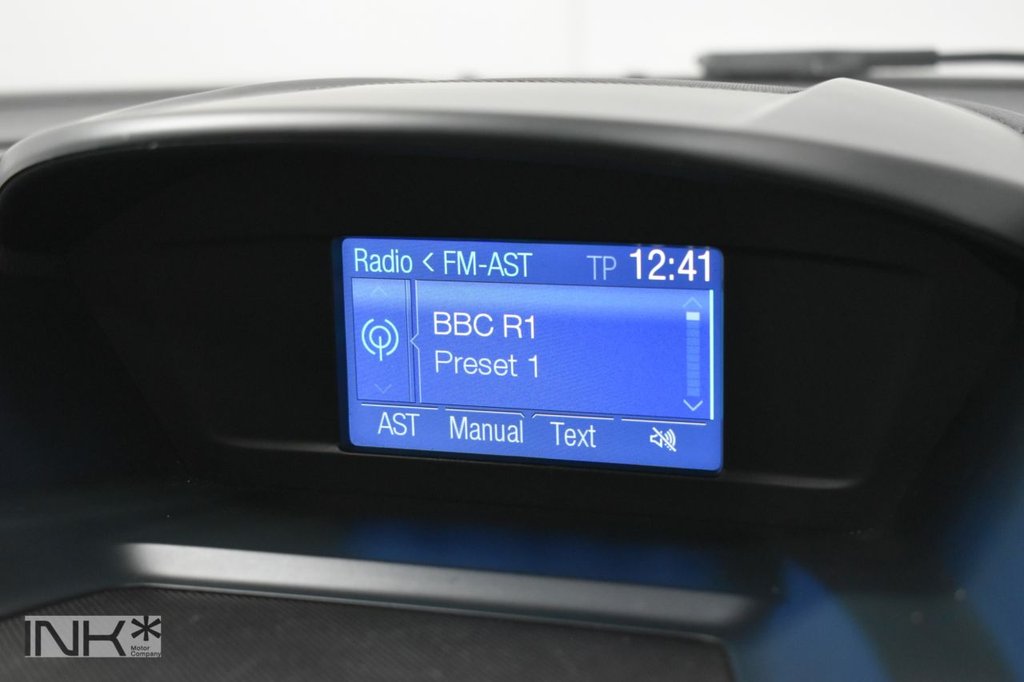 Radio < FM-AST TP 12:41
BBC R1
Preset 1
AST Manual Text
INK*
Motor
Company